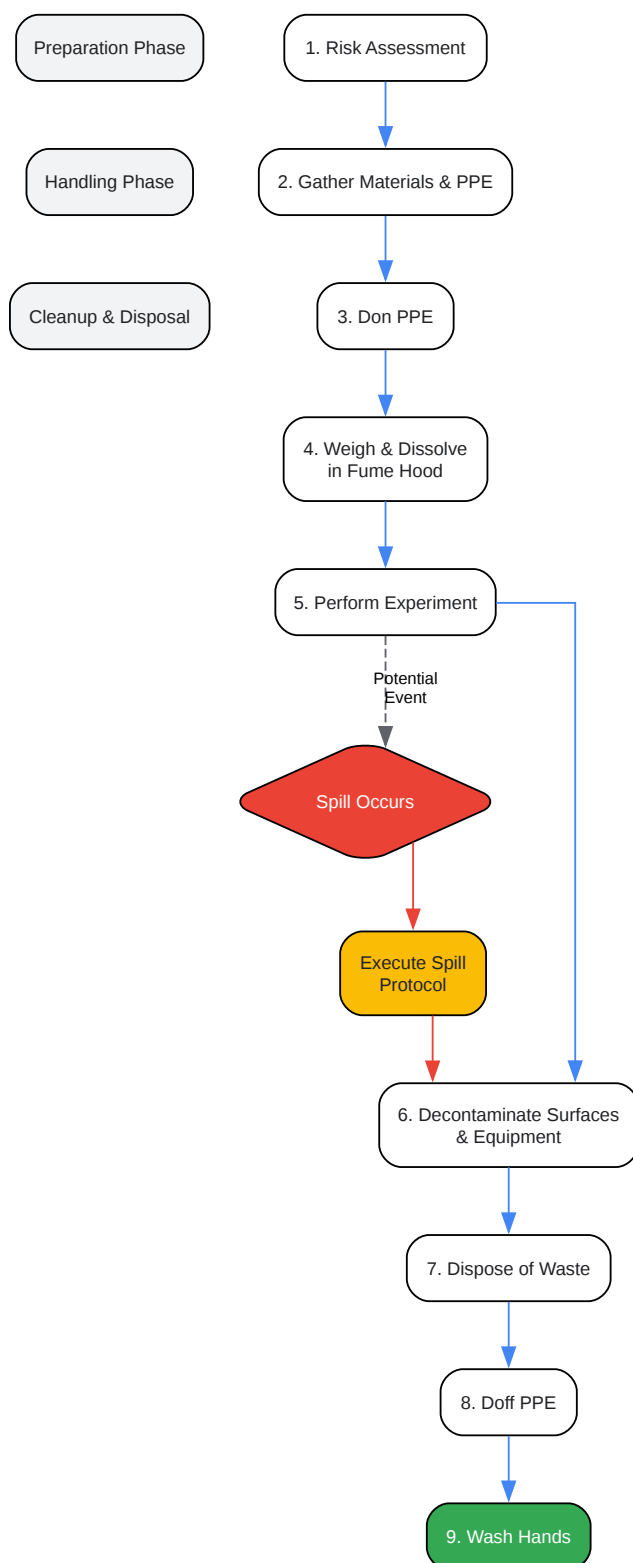 Preparation Phase
1. Risk Assessment
Handling Phase
2. Gather Materials & PPE
Cleanup & Disposal
3. Don PPE
4. Weigh & Dissolve
in Fume Hood
5. Perform Experiment
Potential
Event
Spill Occurs
Execute Spill
Protocol
6. Decontaminate Surfaces
& Equipment
7. Dispose of Waste
8. Doff PPE
9. Wash Hands